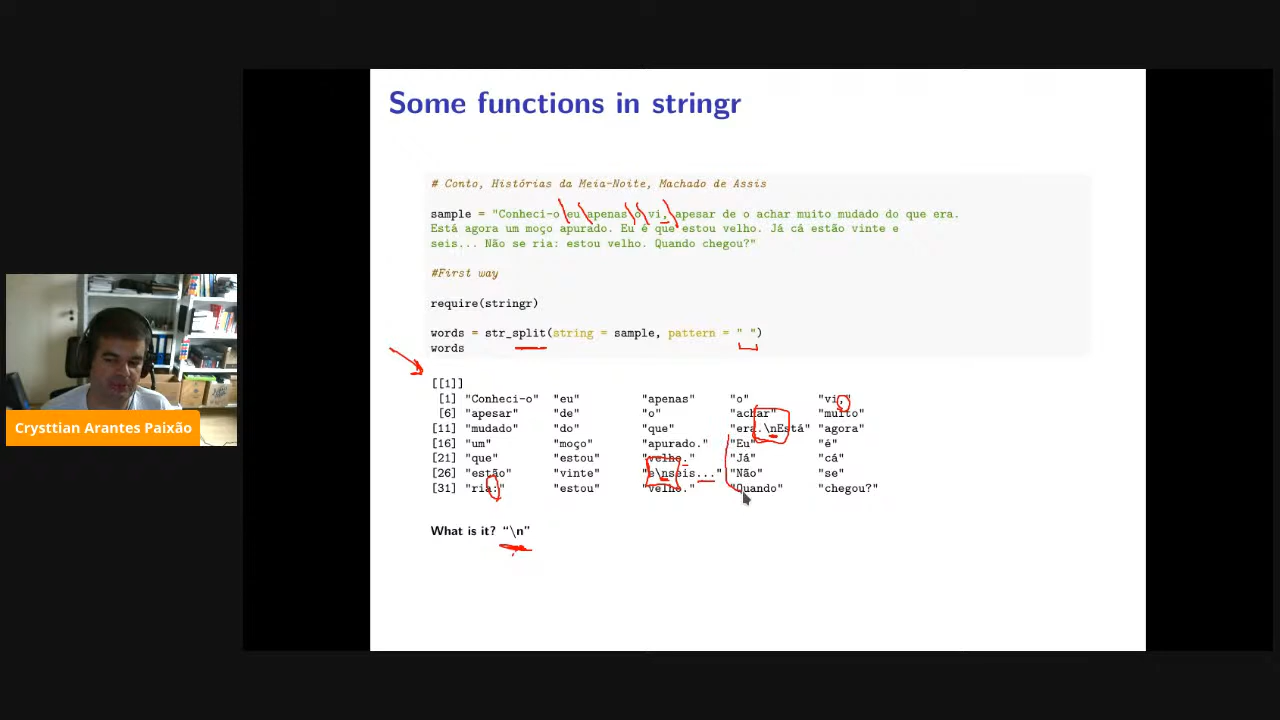 Some functions in stringr
# Conto, Histórias da Meia-Noite, Machado de Assis
sample = "Conheci-o eu apenas o vi, apesar de o achar muito mudado do que era.
Está agora um moço apurado. Eu é que estou velho. Já cá estão vinte e
seis... Não se ria: estou velho. Quando chegou?"
#First way
require(stringr)
words = str_split(string = sample, pattern = " ")
words
[[1]]
[1] "Conheci-o" "eu" "apenas" "o" "vi,"
[6] "apesar" "de" "o" "achar" "muito"
[11] "mudado" "do" "que" "era.\nEstá" "agora"
[16] "um" "moço" "apurado." "Eu" "é"
[21] "que" "estou" "velho." "Já" "cá"
[26] "estão" "vinte" "e\nseis..." "Não" "se"
[31] "ria:" "estou" "velho." "Quando" "chegou?"
What is it? “\n”
Crysttian Arantes Paixão